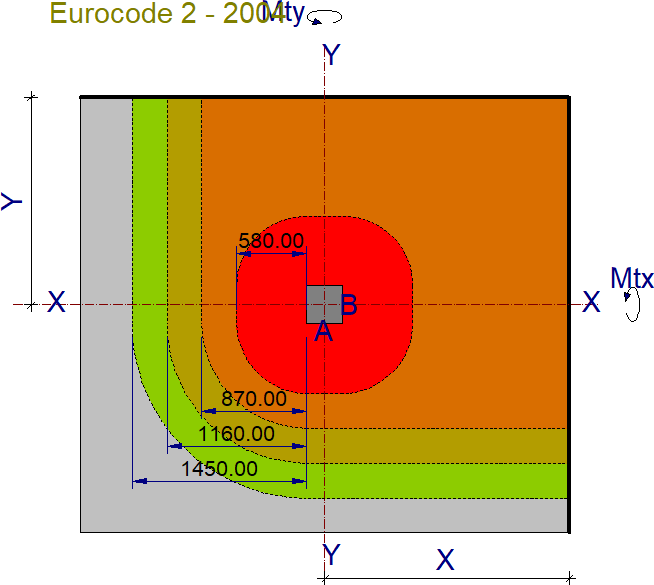 Eurocode 2 - 2004
Mty
Y
Y
580.00
X
B
X
Mtx
A
870.00
1160.00
1450.00
Y
X